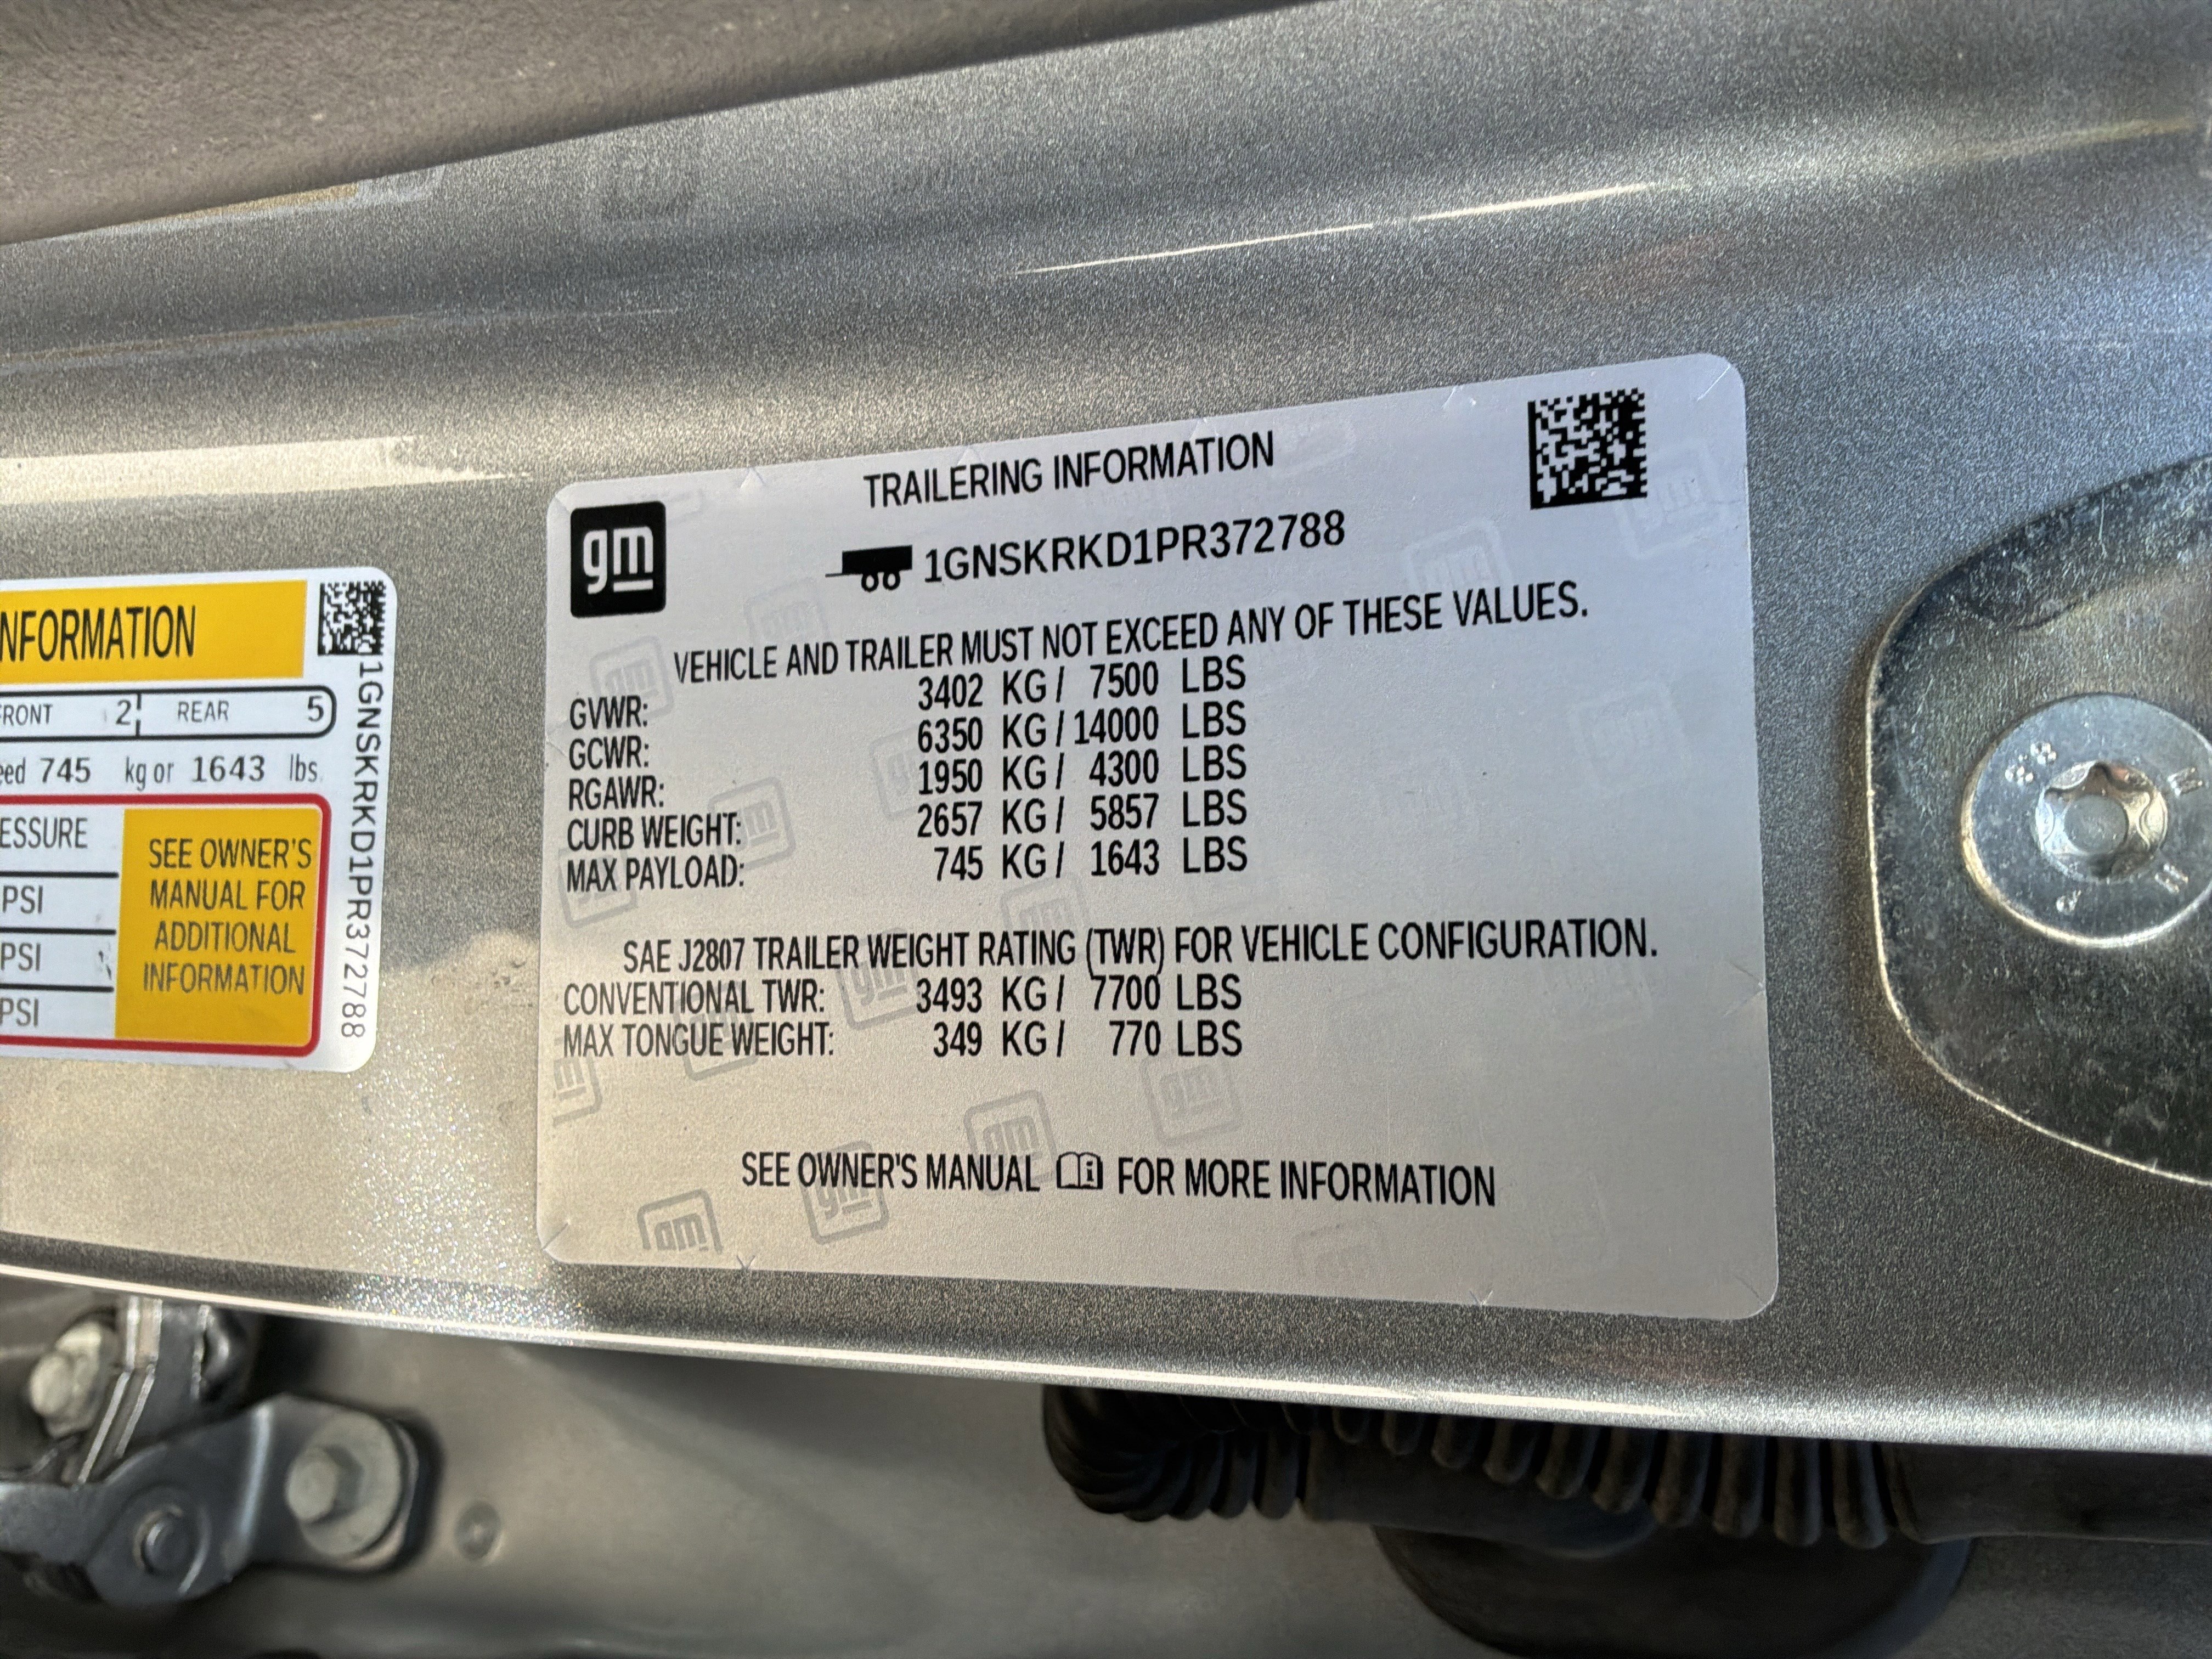 NFORMATION
FRONT 2 REAR 5
eed 745 kg or 1643 lbs
ESSURE
PSI
PSI
PSI
SEE OWNER'S
MANUAL FOR
ADDITIONAL
INFORMATION
1GNSKRKD1PR372788
gm
TRAILERING INFORMATION
1GNSKRKD1PR372788
VEHICLE AND TRAILER MUST NOT EXCEED ANY OF THESE VALUES.
GVWR: 3402 KG / 7500 LBS
GCWR: 6350 KG / 14000 LBS
RGAWR: 1950 KG / 4300 LBS
CURB WEIGHT: 2657 KG / 5857 LBS
MAX PAYLOAD: 745 KG / 1643 LBS
SAE J2807 TRAILER WEIGHT RATING (TWR) FOR VEHICLE CONFIGURATION.
CONVENTIONAL TWR: 3493 KG / 7700 LBS
MAX TONGUE WEIGHT: 349 KG / 770 LBS
SEE OWNER'S MANUAL FOR MORE INFORMATION